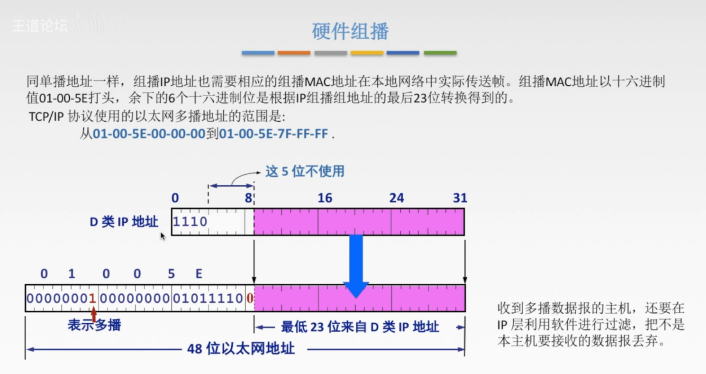 王道论坛
硬件组播
同单播地址一样，组播IP地址也需要相应的组播MAC地址在本地网络中实际传送帧。组播MAC地址以十六进制
值01-00-5E打头，余下的6个十六进制位是根据IP组播组地址的最后23位转换得到的。
TCP/IP 协议使用的以太网多播地址的范围是:
从01-00-5E-00-00-00到01-00-5E-7F-FF-FF .
这 5 位不使用
0 8 16 24 31
D 类 IP 地址 1110
0 1 0 0 5 E
0000000100000000010111100
表示多播
最低 23 位来自 D 类 IP 地址
48 位以太网地址
收到多播数据报的主机，还要在
IP 层利用软件进行过滤，把不是
本主机要接收的数据报丢弃。